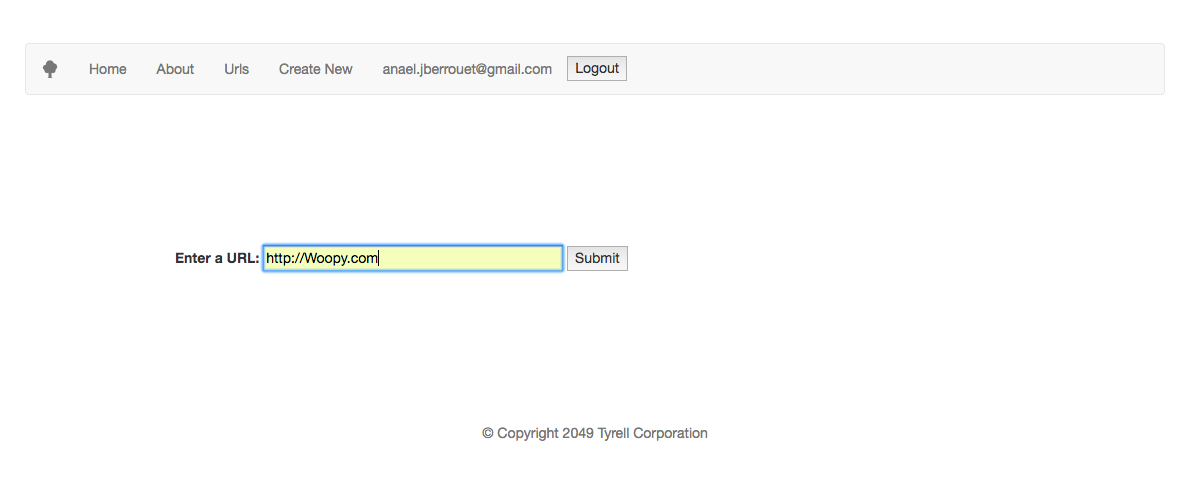 Home About Urls Create New anael.jberrouet@gmail.com Logout
Enter a URL: http://Woopy.com Submit
© Copyright 2049 Tyrell Corporation